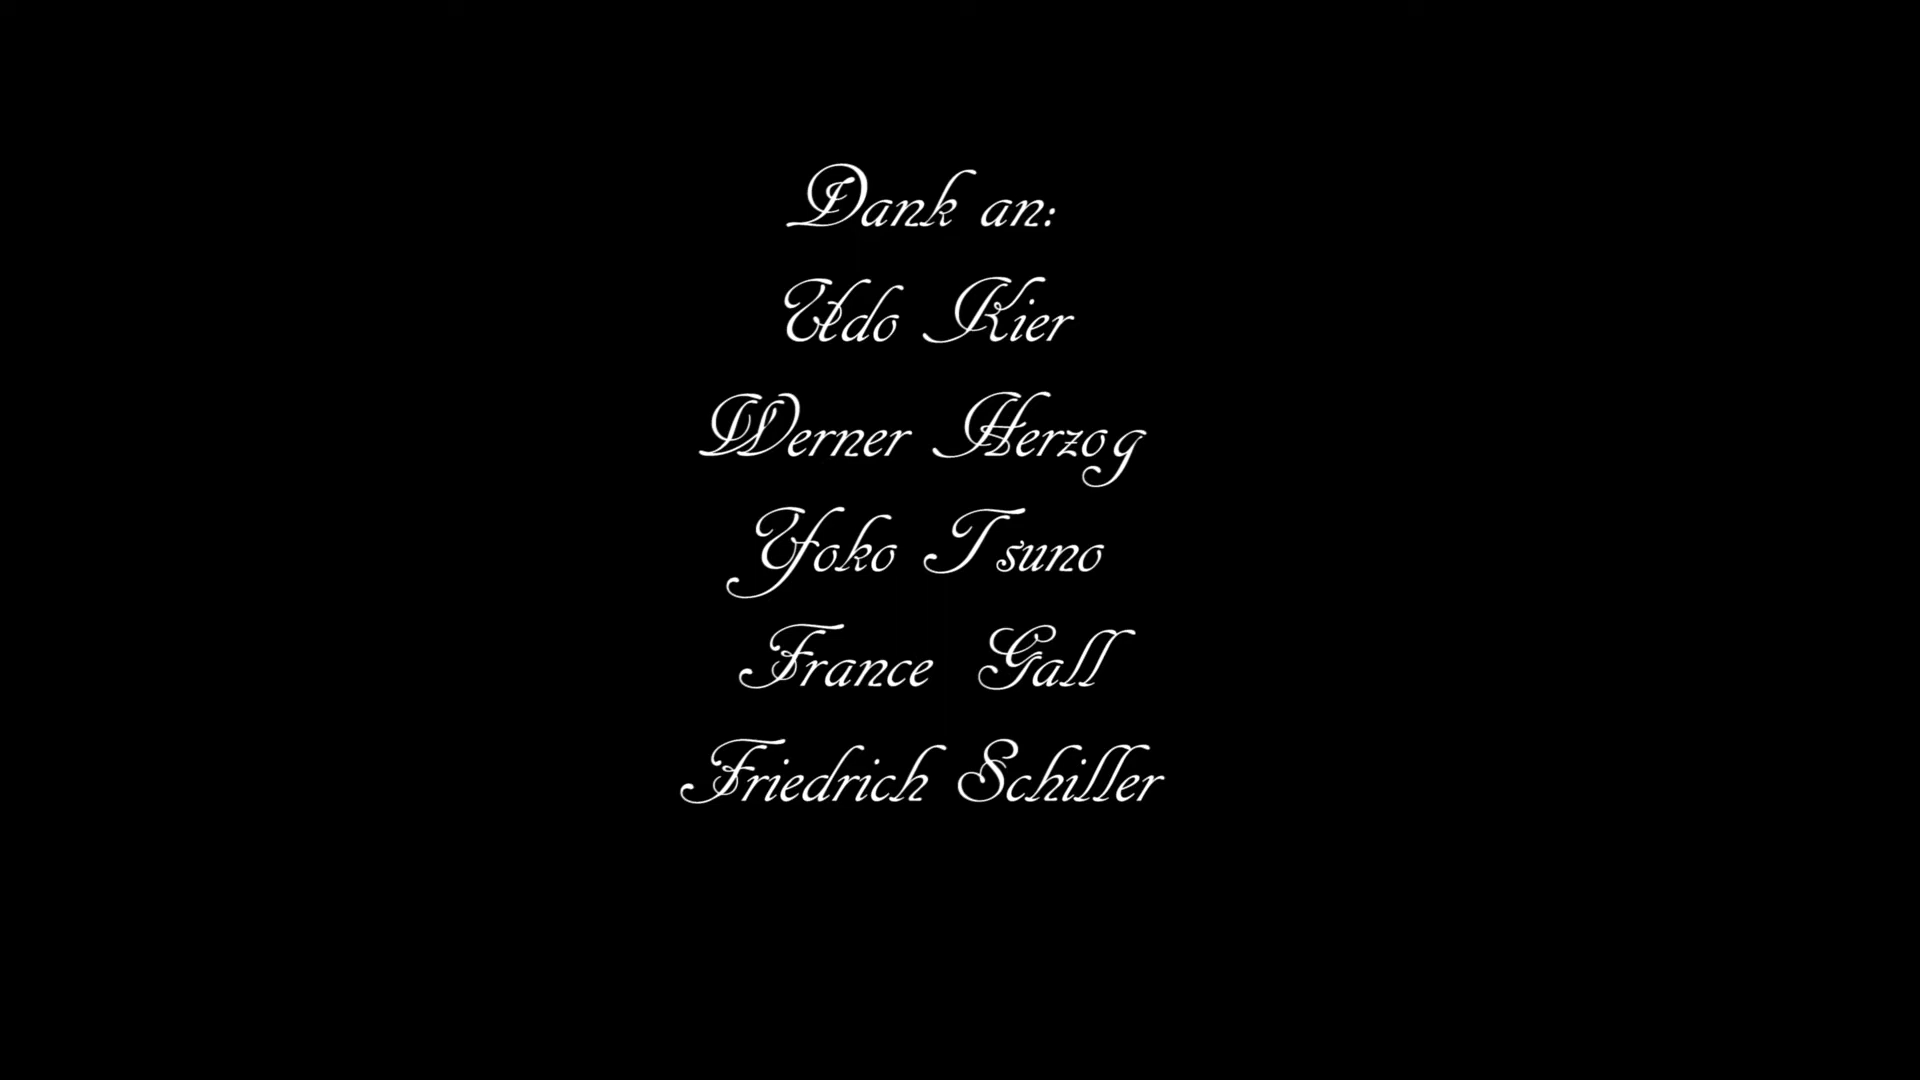 Dank an:
Udo Kier
Werner Herzog
Yoko Tsuno
France Gall
Friedrich Schiller